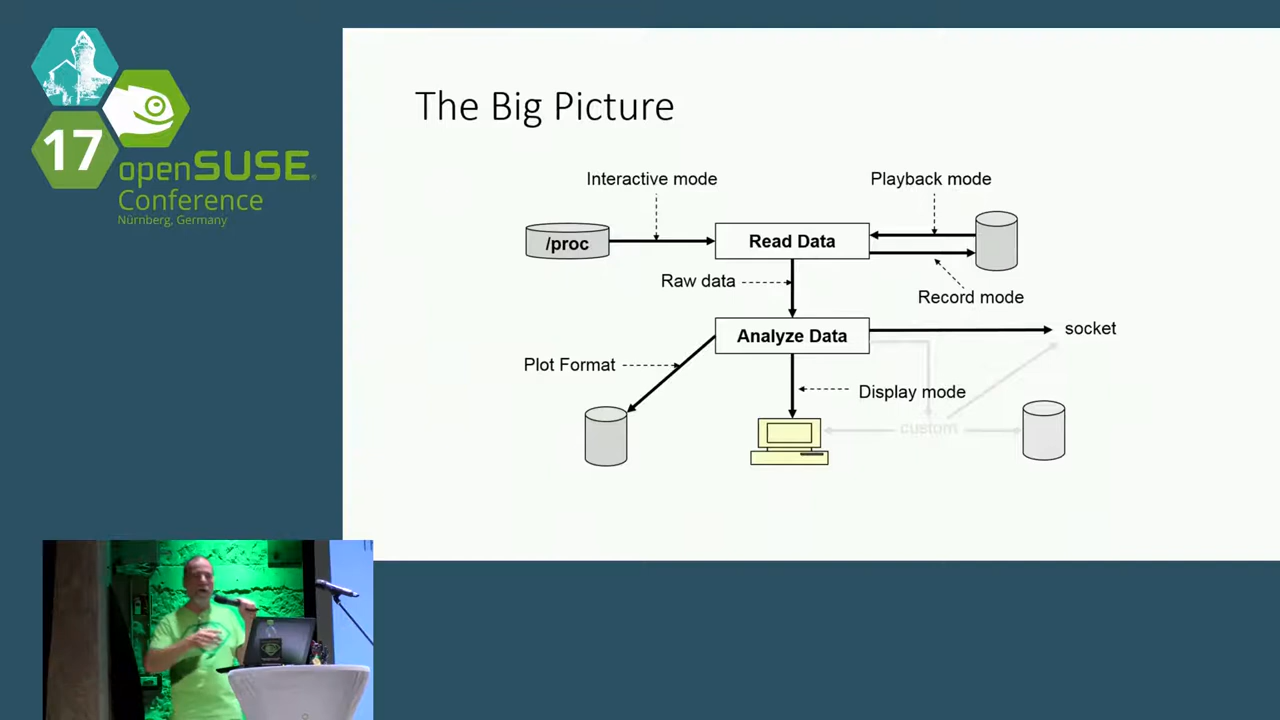 17
openSUSE
Conference
Nürnberg, Germany
The Big Picture
Interactive mode
Playback mode
/proc
Read Data
Raw data
Record mode
Analyze Data
socket
Plot Format
Display mode
custom